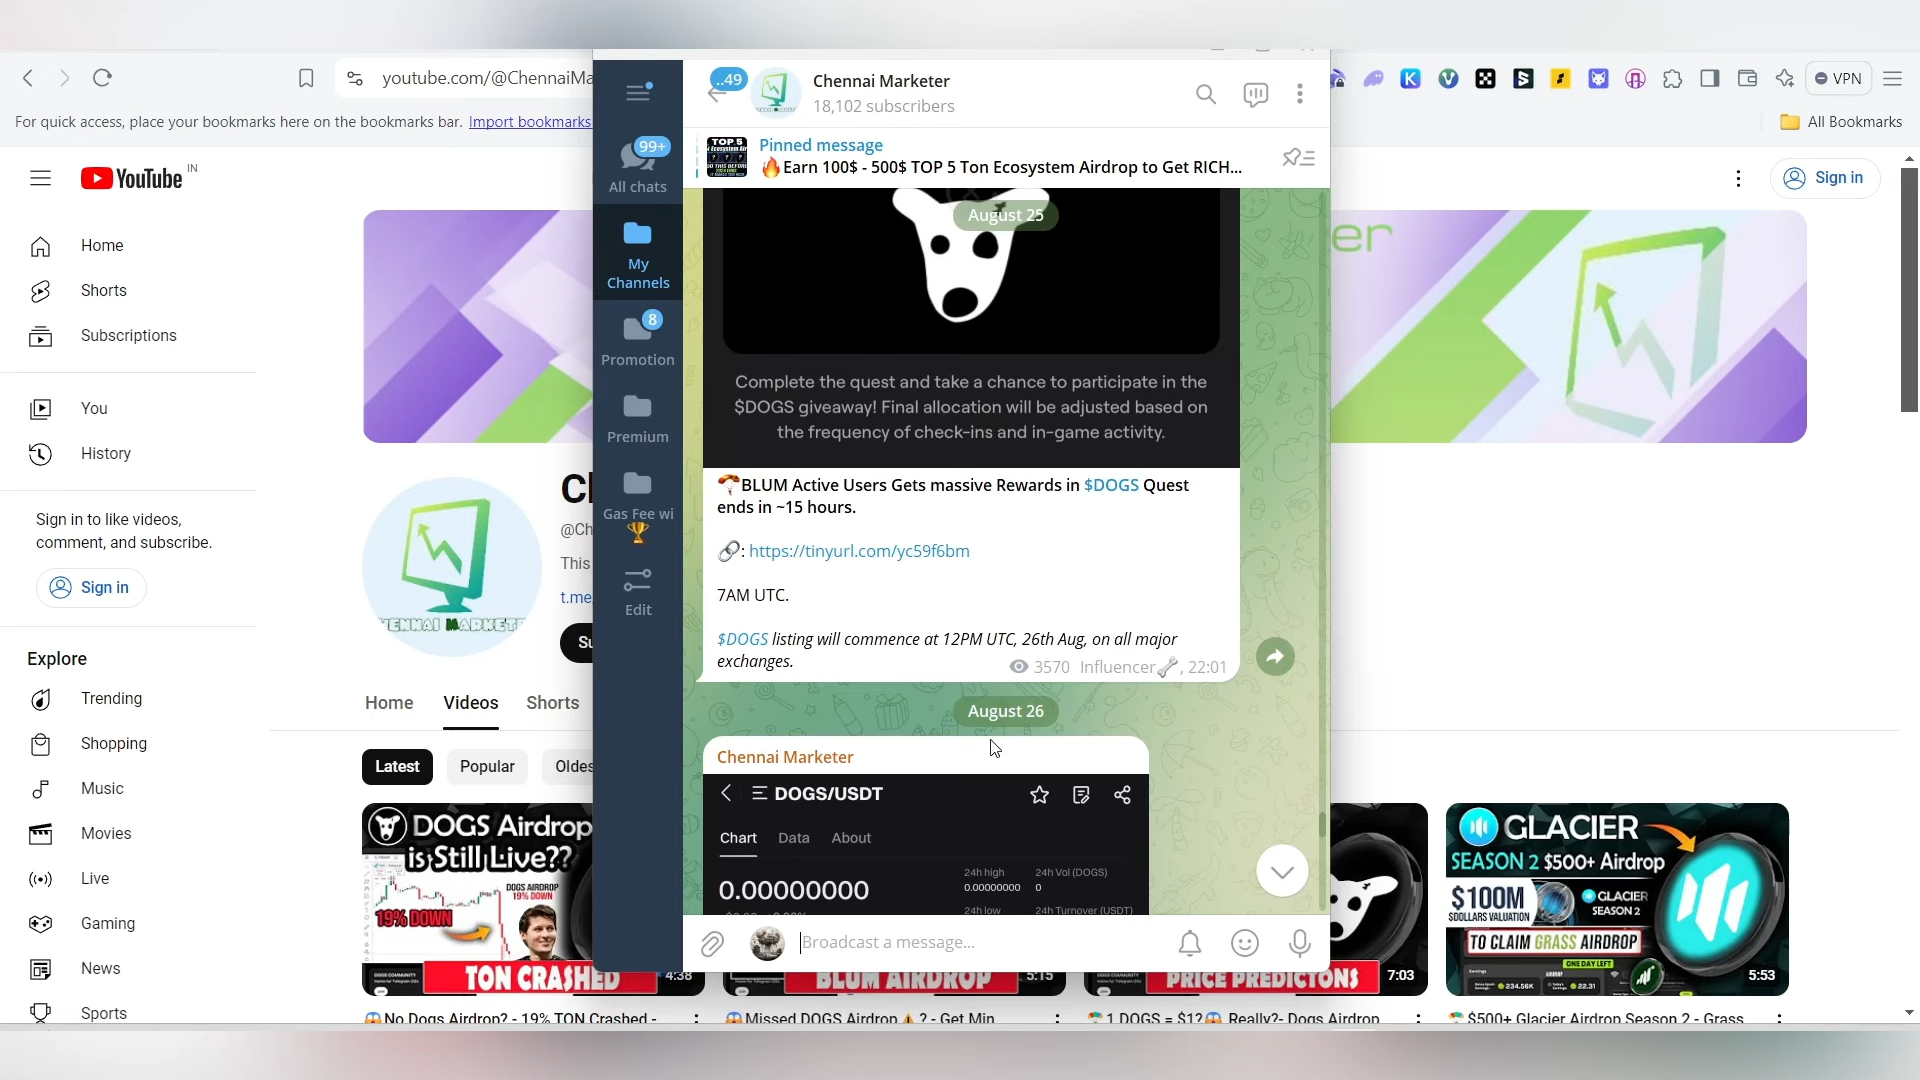 youtube.com/@ChennaiMa
VPN
For quick access, place your bookmarks here on the bookmarks bar. Import bookmarks
All Bookmarks
YouTube IN
Sign in
Home
Shorts
Subscriptions
You
History
Sign in to like videos,
comment, and subscribe.
Sign in
Explore
Trending
Shopping
Music
Movies
Live
Gaming
News
Sports
er
@Ch
This
t.me
Home
Videos
Shorts
Latest
Popular
Oldes
..49
Chennai Marketer
18,102 subscribers
Pinned message
🔥Earn 100$ - 500$ TOP 5 Ton Ecosystem Airdrop to Get RICH...
99+
All chats
My
Channels
8
Promotion
Premium
Gas Fee wi
🏆
Edit
August 25
Complete the quest and take a chance to participate in the
$DOGS giveaway! Final allocation will be adjusted based on
the frequency of check-ins and in-game activity.
🪂BLUM Active Users Gets massive Rewards in $DOGS Quest
ends in ~15 hours.
🔗: https://tinyurl.com/yc59f6bm
7AM UTC.
$DOGS listing will commence at 12PM UTC, 26th Aug, on all major
exchanges.
3570 Influencer🦴, 22:01
August 26
Chennai Marketer
DOGS/USDT
Chart Data About
0.00000000
24h high
0.00000000
24h Vol (DOGS)
0
24h low
24h Turnover (USDT)
Broadcast a message...
DOGS Airdrop
is Still Live??
DOGS AIRDROP
19% DOWN
19% DOWN
TON CRASHED
4:38
BLUM AIRDROP
5:15
PRICE PREDICTONS
7:03
GLACIER
SEASON 2 $500+ Airdrop
$100M
DOLLARS VALUATION
GLACIER
SEASON 2
TO CLAIM GRASS AIRDROP
ONE DAY LEFT
234.56K
22.31
5:53
😱No Dogs Airdrop? - 19% TON Crashed -
😱Missed DOGS Airdrop⚠? - Get Min
🪂1 DOGS = $1?😱 Really?- Dogs Airdrop
🪂$500+ Glacier Airdrop Season 2 - Grass